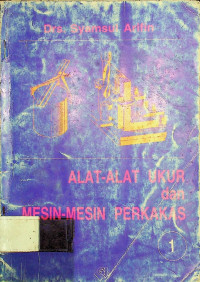 Drs. Syamsul Arifin
ALAT-ALAT UKUR
dan
MESIN-MESIN PERKAKAS
1